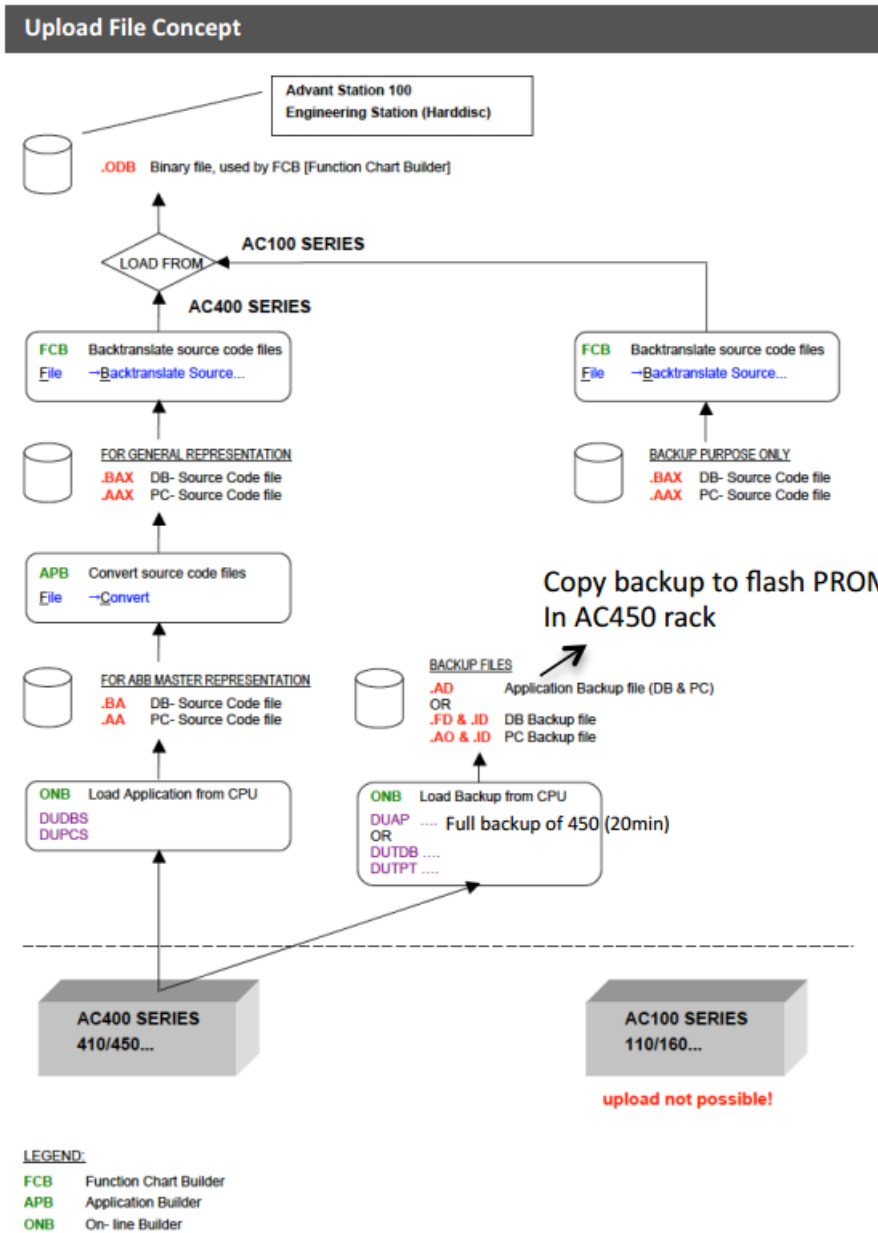 Upload File Concept
Advant Station 100
Engineering Station (Harddisc)
.ODB Binary file, used by FCB [Function Chart Builder]
AC100 SERIES
LOAD FROM
AC400 SERIES
FCB Backtranslate source code files
File →Backtranslate Source...
FCB Backtranslate source code files
File →Backtranslate Source...
FOR GENERAL REPRESENTATION
.BAX DB- Source Code file
.AAX PC- Source Code file
BACKUP PURPOSE ONLY
.BAX DB- Source Code file
.AAX PC- Source Code file
APB Convert source code files
File →Convert
Copy backup to flash PROM
In AC450 rack
FOR ABB MASTER REPRESENTATION
.BA DB- Source Code file
.AA PC- Source Code file
BACKUP FILES
.AD Application Backup file (DB & PC)
OR
.FD & .ID DB Backup file
.AO & .ID PC Backup file
ONB Load Application from CPU
DUDBS
DUPCS
ONB Load Backup from CPU
DUAP .... Full backup of 450 (20min)
OR
DUTDB ....
DUTPT ....
AC400 SERIES
410/450...
AC100 SERIES
110/160...
upload not possible!
LEGEND:
FCB Function Chart Builder
APB Application Builder
ONB On- line Builder